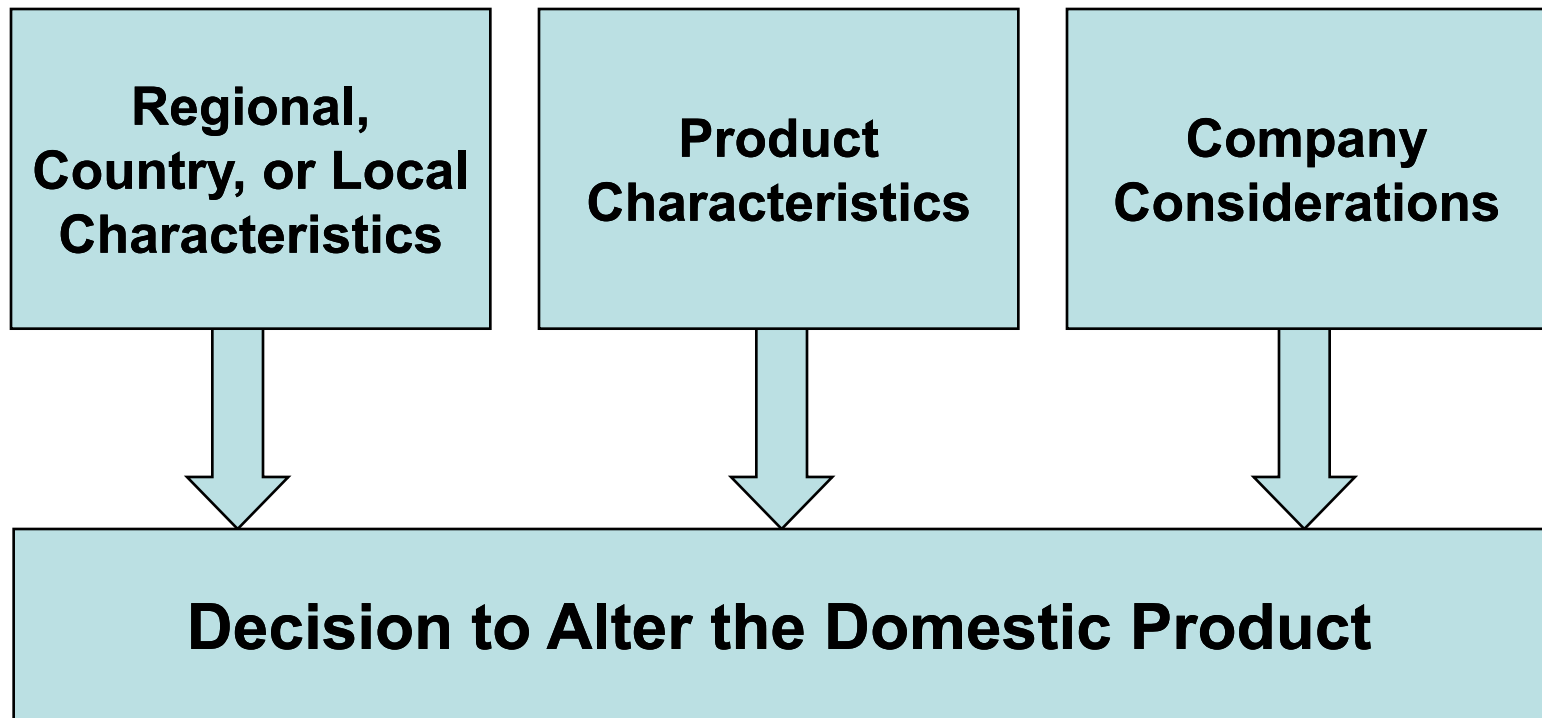 Regional,
Country, or Local
Characteristics
Product
Characteristics
Company
Considerations
Decision to Alter the Domestic Product